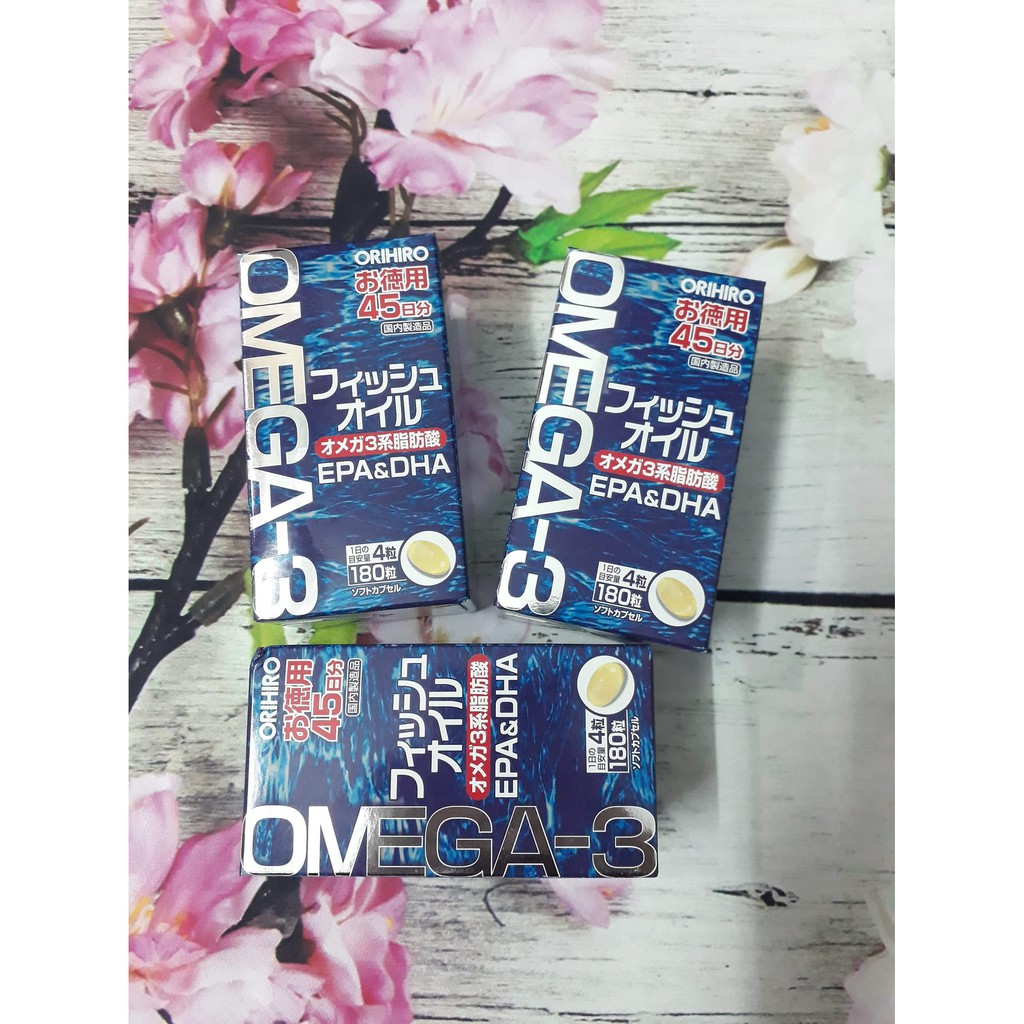 ORIHIRO
お徳用
45日分
国内製造品
OMEGA-3
フィッシュ
オイル
オメガ3系脂肪酸
EPA&DHA
1日の
目安量 4粒
180粒
ソフトカプセル
ORIHIRO
お徳用
45日分
国内製造品
OMEGA-3
フィッシュ
オイル
オメガ3系脂肪酸
EPA&DHA
1日の
目安量 4粒
180粒
ソフトカプセル
ORIHIRO
お徳用
45日分
国内製造品
フィッシュ
オイル
オメガ3系脂肪酸
EPA&DHA
1日の
目安量 4粒
180粒
ソフトカプセル
OMEGA-3